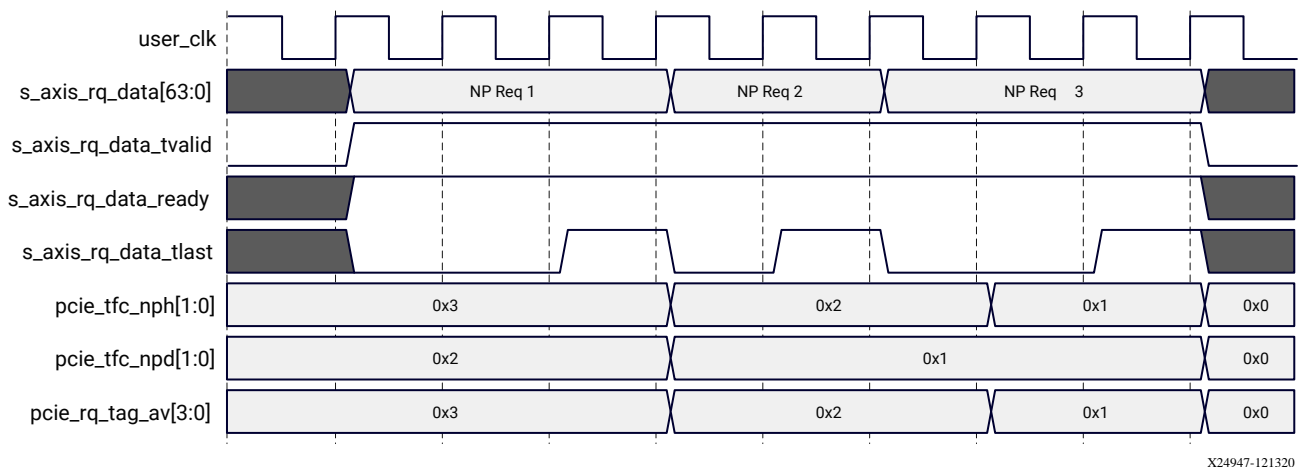 user_clk
s_axis_rq_data[63:0] NP Req 1 NP Req 2 NP Req 3
s_axis_rq_data_tvalid
s_axis_rq_data_ready
s_axis_rq_data_tlast
pcie_tfc_nph[1:0] 0x3 0x2 0x1 0x0
pcie_tfc_npd[1:0] 0x2 0x1 0x0
pcie_rq_tag_av[3:0] 0x3 0x2 0x1 0x0
X24947-121320